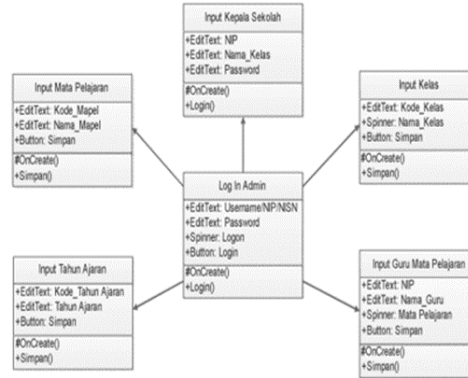 Input Kepala Sekolah
+EditText: NIP
+EditText: Nama_Kelas
+EditText: Password
#OnCreate()
+Login()
Input Mata Pelajaran
+EditText: Kode_Mapel
+EditText: Nama_Mapel
+Button: Simpan
#OnCreate()
+Simpan()
Input Kelas
+EditText: Kode_Kelas
+Spinner: Nama_Kelas
+Button: Simpan
#OnCreate()
+Simpan()
Log In Admin
+EditText: Username/NIP/NISN
+EditText: Password
+Spinner: Logon
+Button: Login
#OnCreate()
+Login()
Input Tahun Ajaran
+EditText: Kode_Tahun Ajaran
+EditText: Tahun Ajaran
+Button: Simpan
#OnCreate()
+Simpan()
Input Guru Mata Pelajaran
+EditText: NIP
+EditText: Nama_Guru
+Spinner: Mata Pelajaran
+Button: Simpan
#OnCreate()
+Simpan()